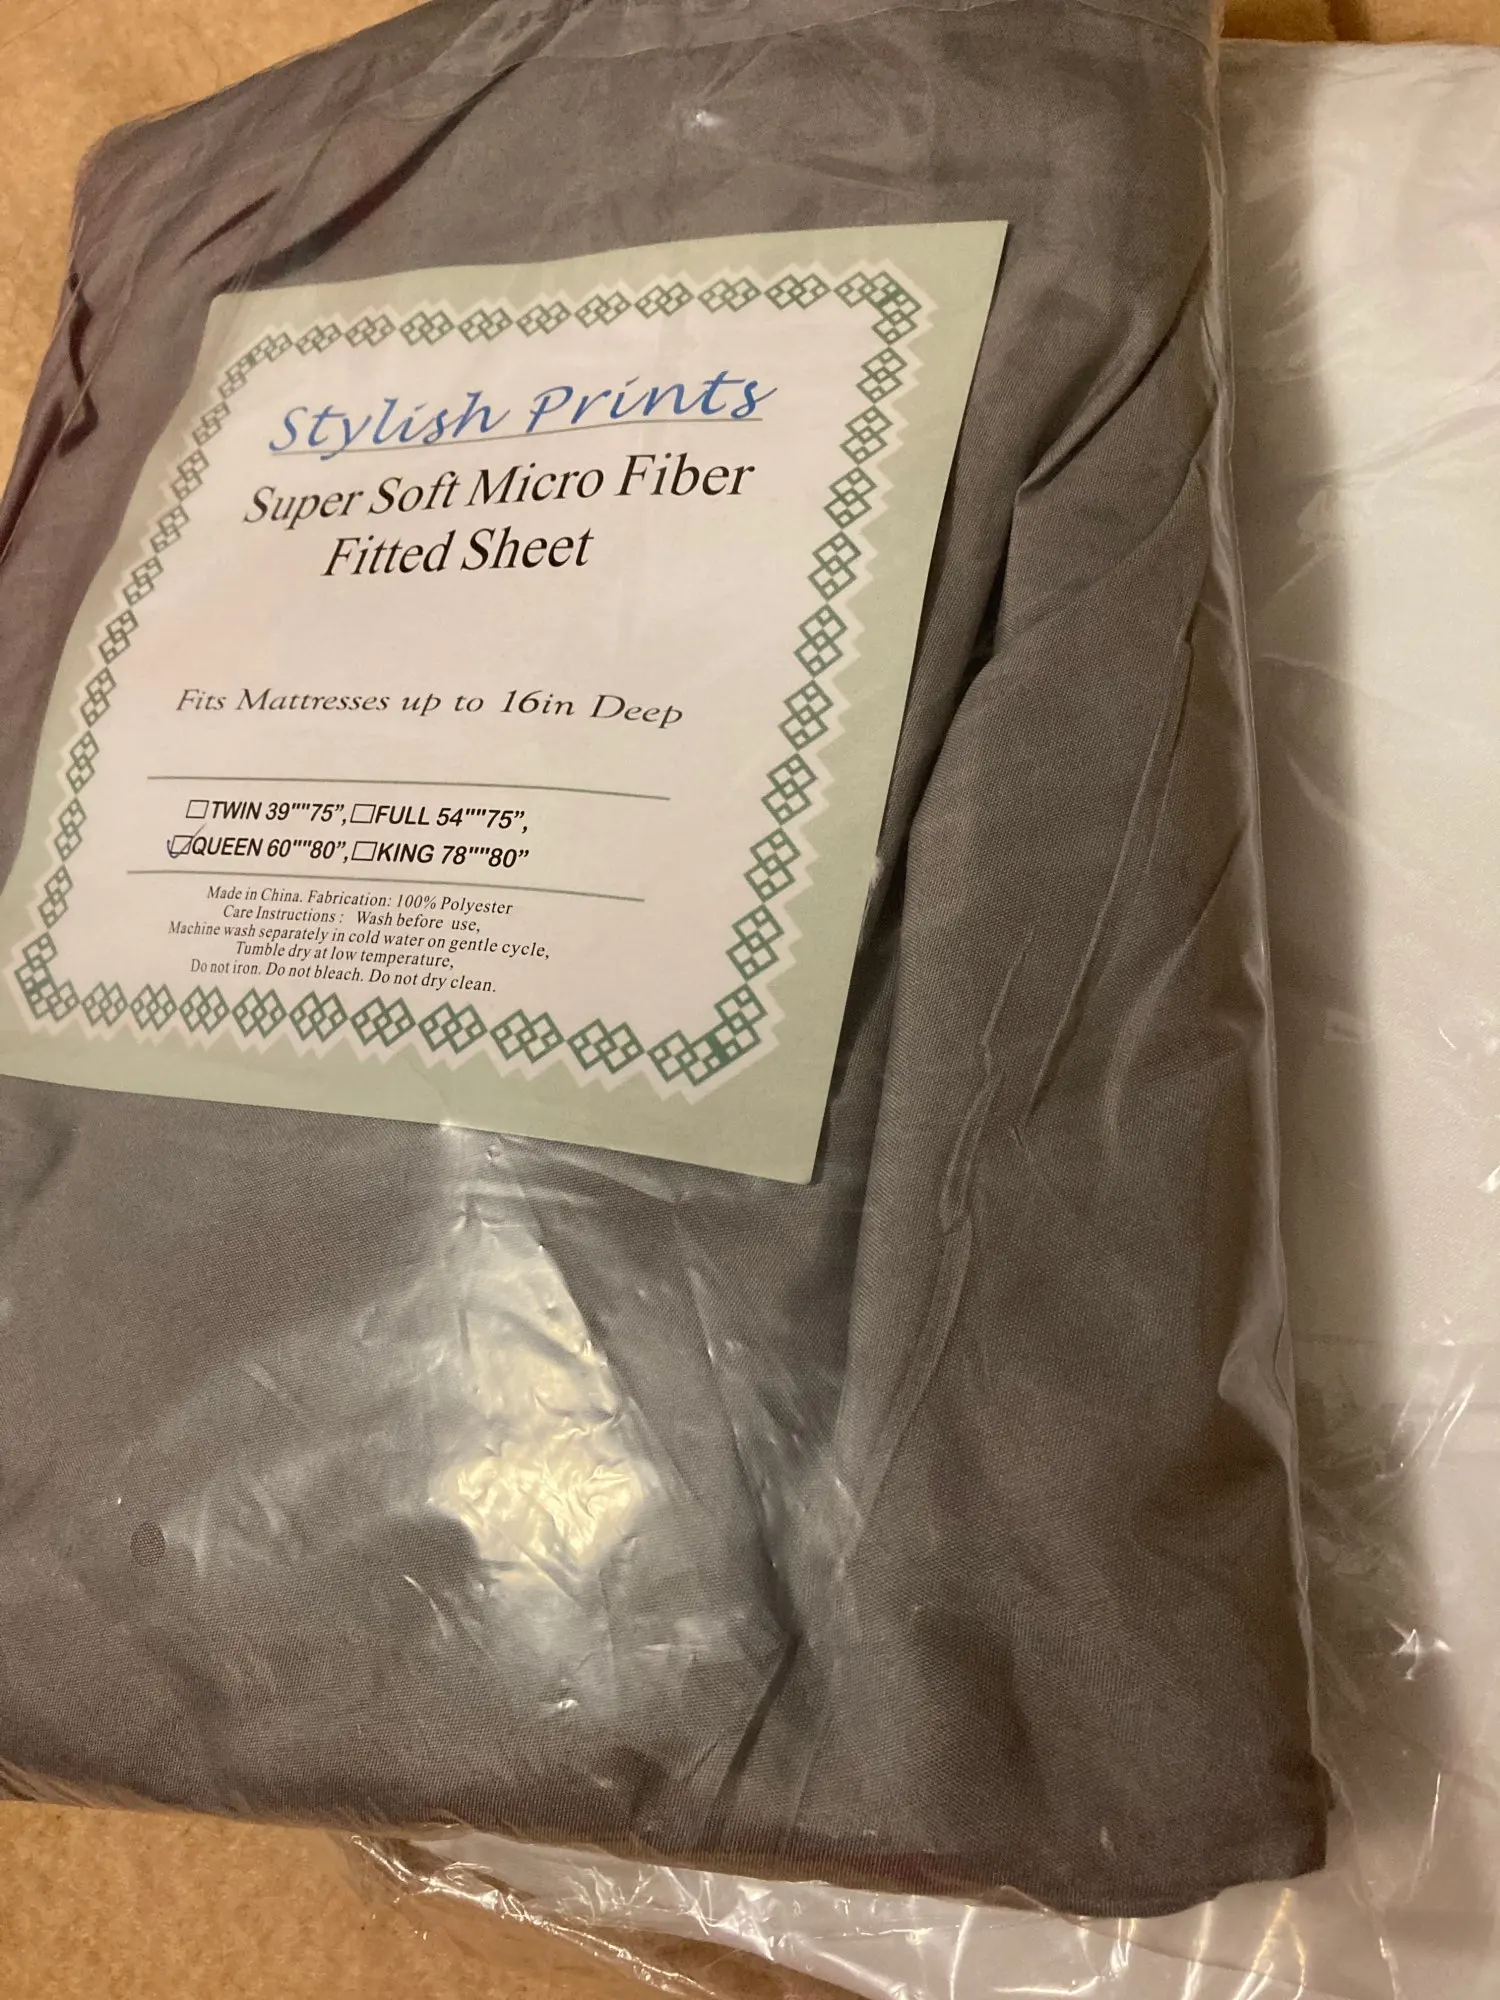 Stylish Prints
Super Soft Micro Fiber
Fitted Sheet
Fits Mattresses up to 16in Deep
☐TWIN 39""75”,☐FULL 54""75”,
☑QUEEN 60""80”,☐KING 78""80”
Made in China. Fabrication: 100% Polyester
Care Instructions : Wash before use,
Machine wash separately in cold water on gentle cycle,
Tumble dry at low temperature,
Do not iron. Do not bleach. Do not dry clean.